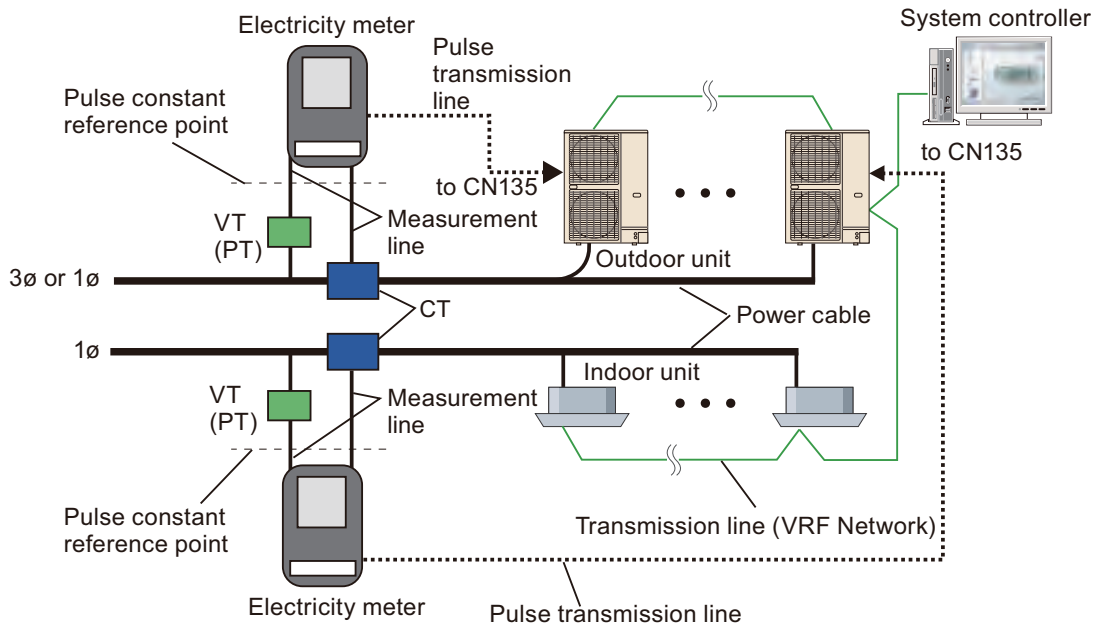 Electricity meter
System controller
Pulse
transmission
line
Pulse constant
reference point
to CN135
to CN135
VT
(PT)
Measurement
line
Outdoor unit
3ø or 1ø
CT
Power cable
1ø
Indoor unit
VT
(PT)
Measurement
line
Pulse constant
reference point
Transmission line (VRF Network)
Electricity meter
Pulse transmission line